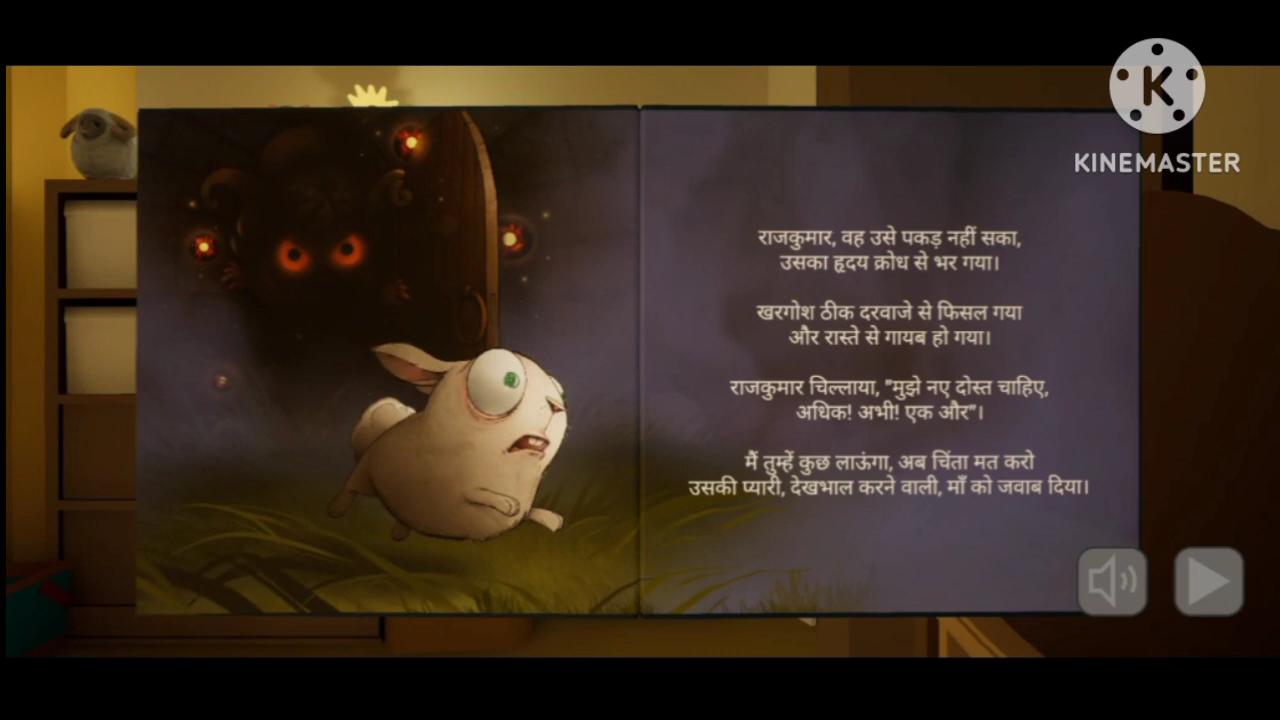 KINEMASTER
राजकुमार, वह उसे पकड़ नहीं सका,
उसका हृदय क्रोध से भर गया।
खरगोश ठीक दरवाजे से फिसल गया
और रास्ते से गायब हो गया।
राजकुमार चिल्लाया, "मुझे नए दोस्त चाहिए,
अधिक! अभी! एक और"।
मैं तुम्हें कुछ लाऊंगा, अब चिंता मत करो
उसकी प्यारी, देखभाल करने वाली, माँ को जवाब दिया।